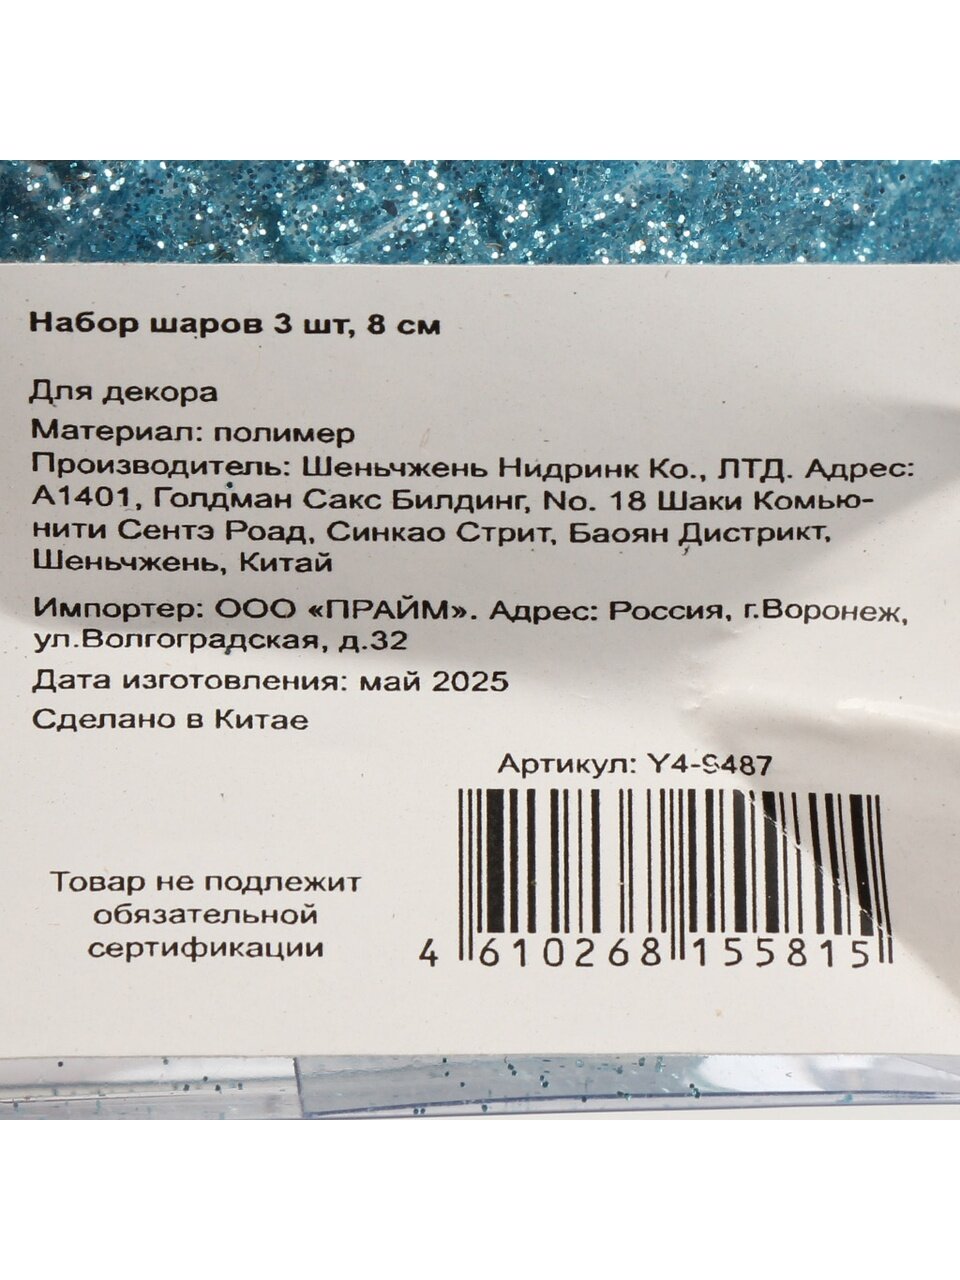 Набор шаров 3 шт, 8 см
Для декора
Материал: полимер
Производитель: Шеньчжень Нидринк Ко., ЛТД. Адрес:
А1401, Голдман Сакс Билдинг, No. 18 Шаки Комью-
нити Сентэ Роад, Синкао Стрит, Баоян Дистрикт,
Шеньчжень, Китай
Импортер: ООО «ПРАЙМ». Адрес: Россия, г.Воронеж,
ул.Волгоградская, д.32
Дата изготовления: май 2025
Сделано в Китае
Артикул: Y4-9487
Товар не подлежит
обязательной
сертификации
4 610268 155815